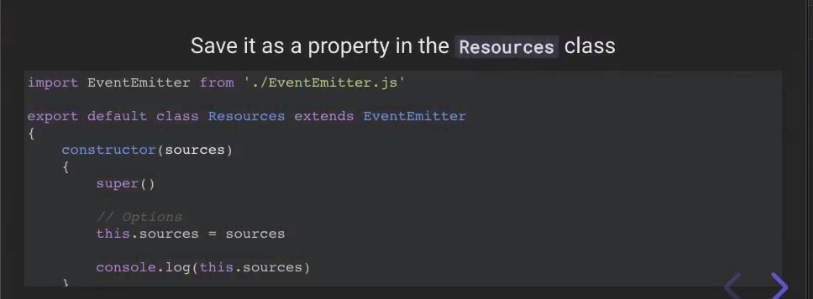 Save it as a property in the Resources class
import EventEmitter from './EventEmitter.js'
export default class Resources extends EventEmitter
{
constructor(sources)
{
super()
// Options
this.sources = sources
console.log(this.sources)
}